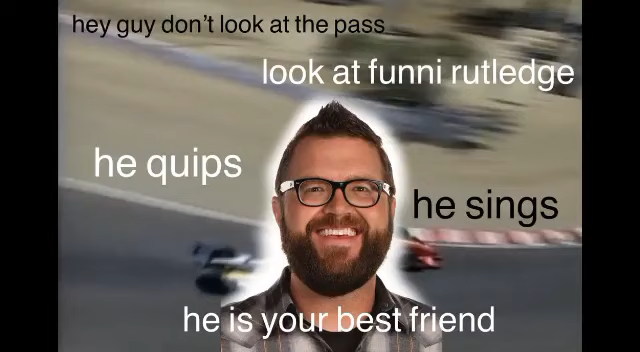 hey guy don't look at the pass
look at funni rutledge
he quips
he sings
he is your best friend